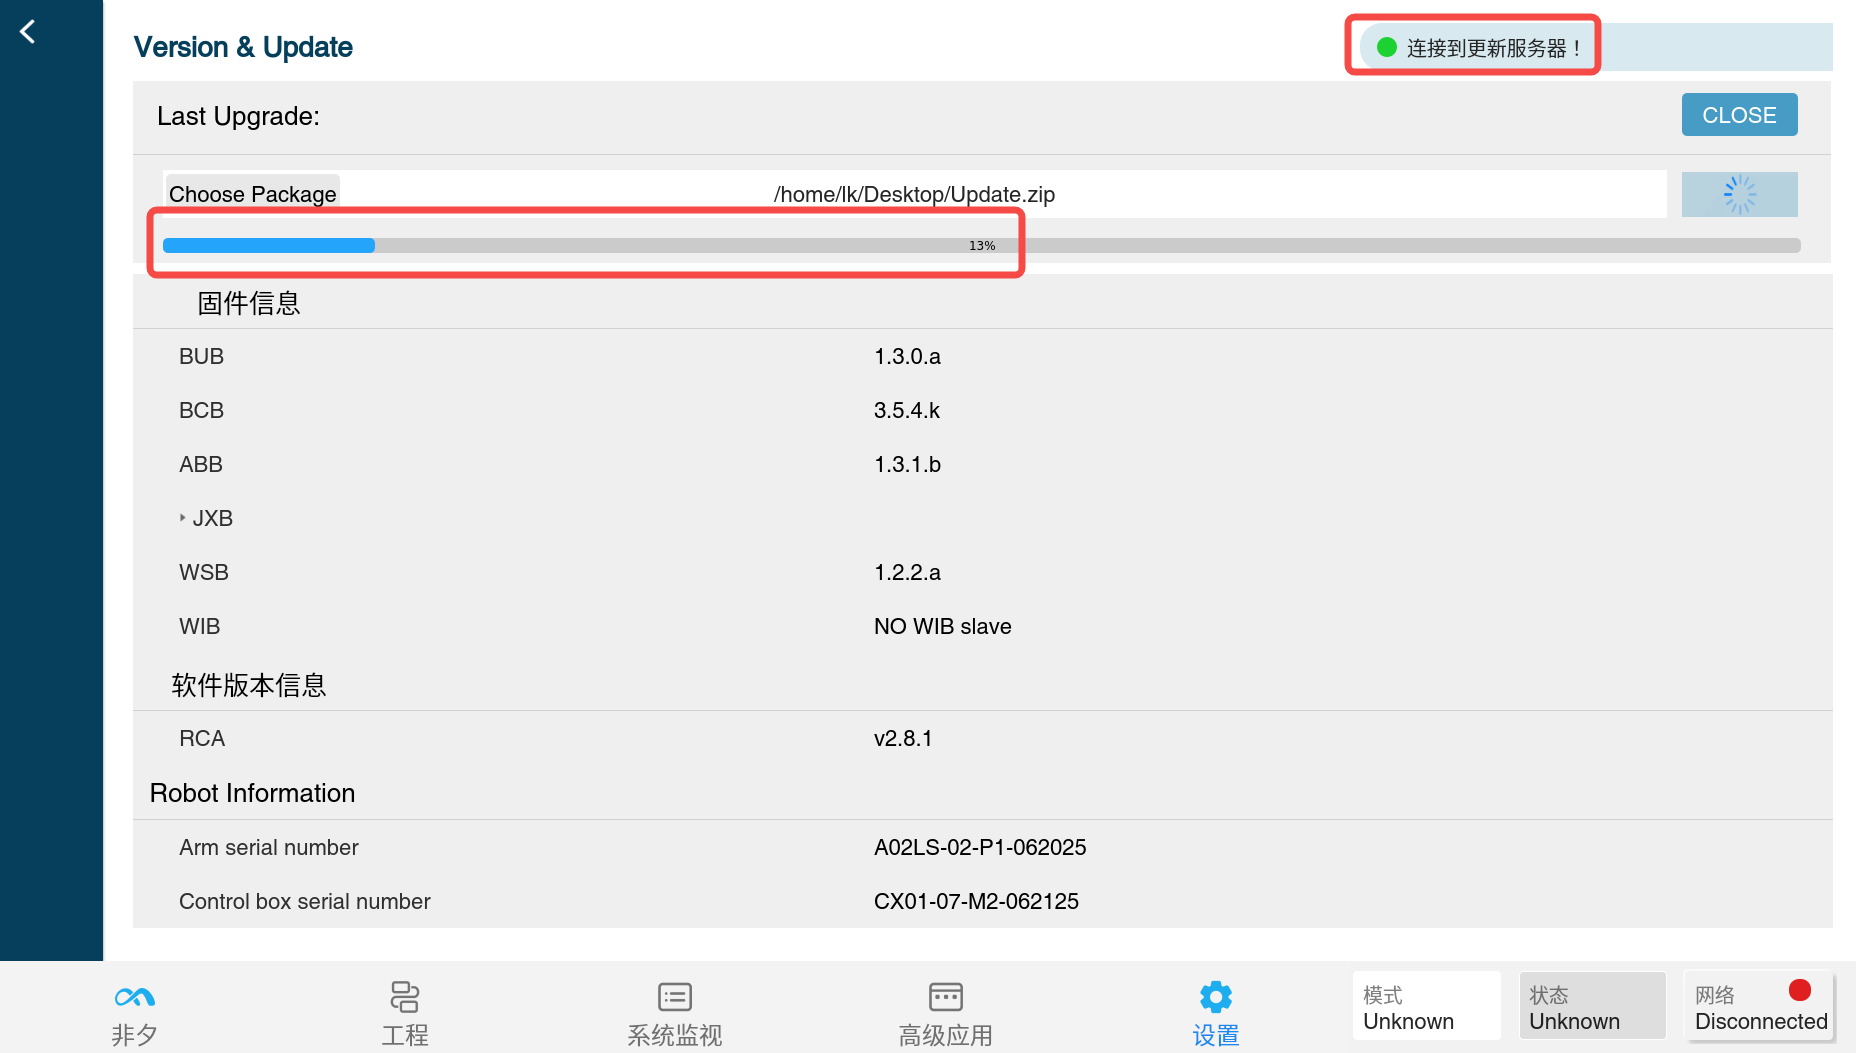 Version & Update
连接到更新服务器！
Last Upgrade:
CLOSE
Choose Package
/home/lk/Desktop/Update.zip
13%
固件信息
BUB 1.3.0.a
BCB 3.5.4.k
ABB 1.3.1.b
JXB
WSB 1.2.2.a
WIB NO WIB slave
软件版本信息
RCA v2.8.1
Robot Information
Arm serial number A02LS-02-P1-062025
Control box serial number CX01-07-M2-062125
非夕
工程
系统监视
高级应用
设置
模式
Unknown
状态
Unknown
网络
Disconnected